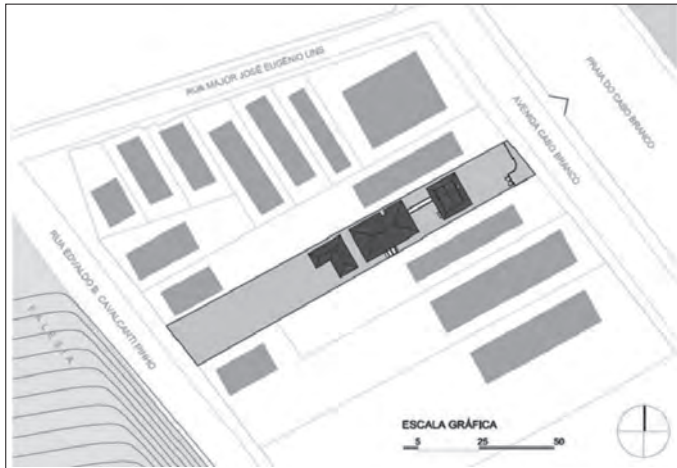 RUA MAJOR JOSÉ EUGÊNIO LINS
PRAIA DO CABO BRANCO
AVENIDA CABO BRANCO
RUA EDVALDO B. CAVALCANTI PINHO
FALÉSIA
ESCALA GRÁFICA
5 25 50